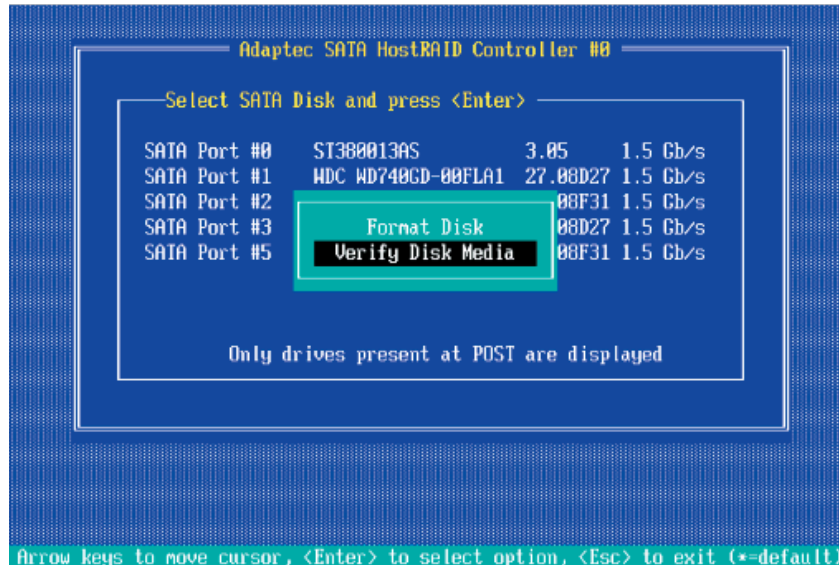 Adaptec SATA HostRAID Controller #0
Select SATA Disk and press <Enter>
SATA Port #0 ST380013AS 3.05 1.5 Gb/s
SATA Port #1 WDC WD740GD-00FLA1 27.08D27 1.5 Gb/s
SATA Port #2 08F31 1.5 Gb/s
SATA Port #3 Format Disk 08D27 1.5 Gb/s
SATA Port #5 Verify Disk Media 08F31 1.5 Gb/s
Only drives present at POST are displayed
Arrow keys to move cursor, <Enter> to select option, <Esc> to exit (*=default)